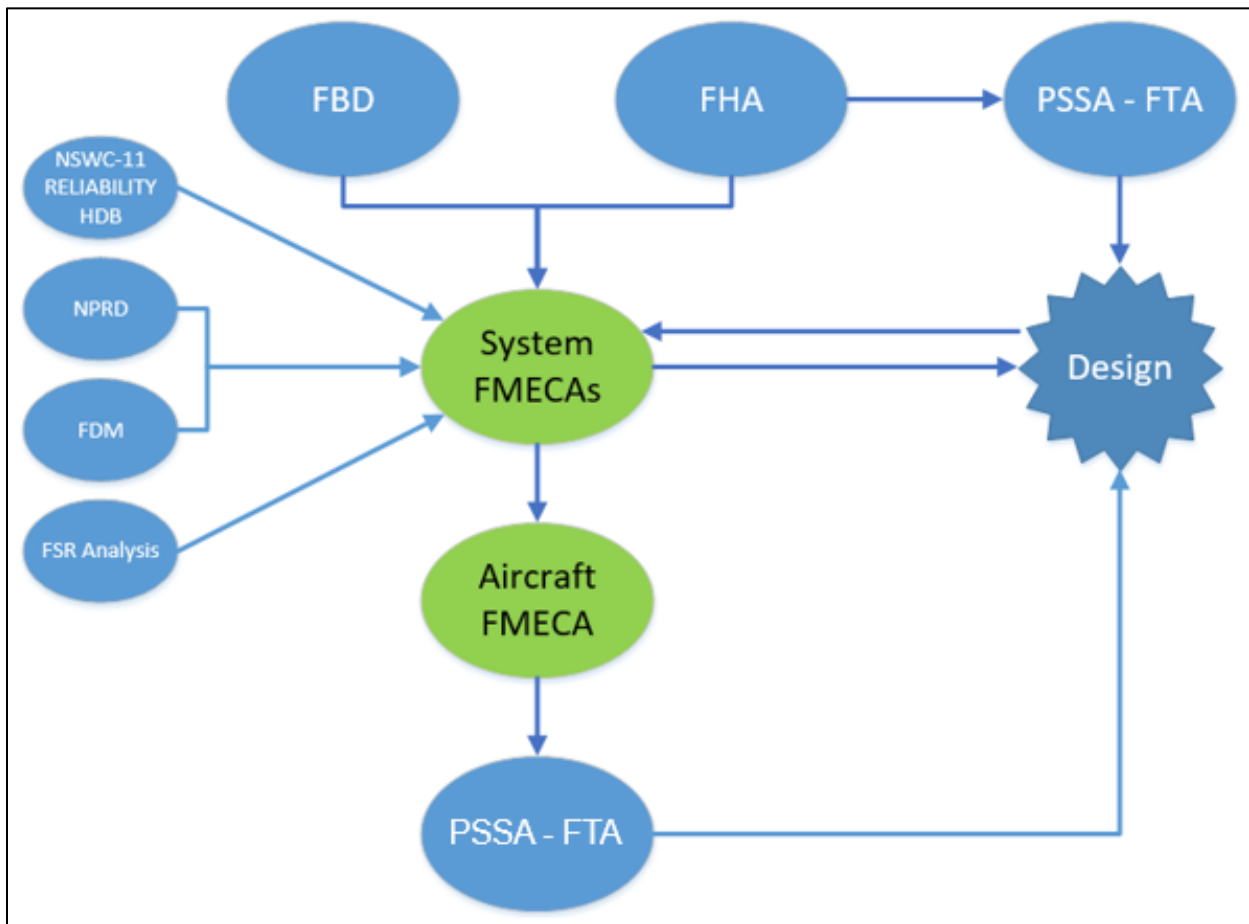 FBD
FHA
PSSA - FTA
NSWC-11
RELIABILITY
HDB
NPRD
FDM
FSR Analysis
System
FMECAs
Design
Aircraft
FMECA
PSSA - FTA